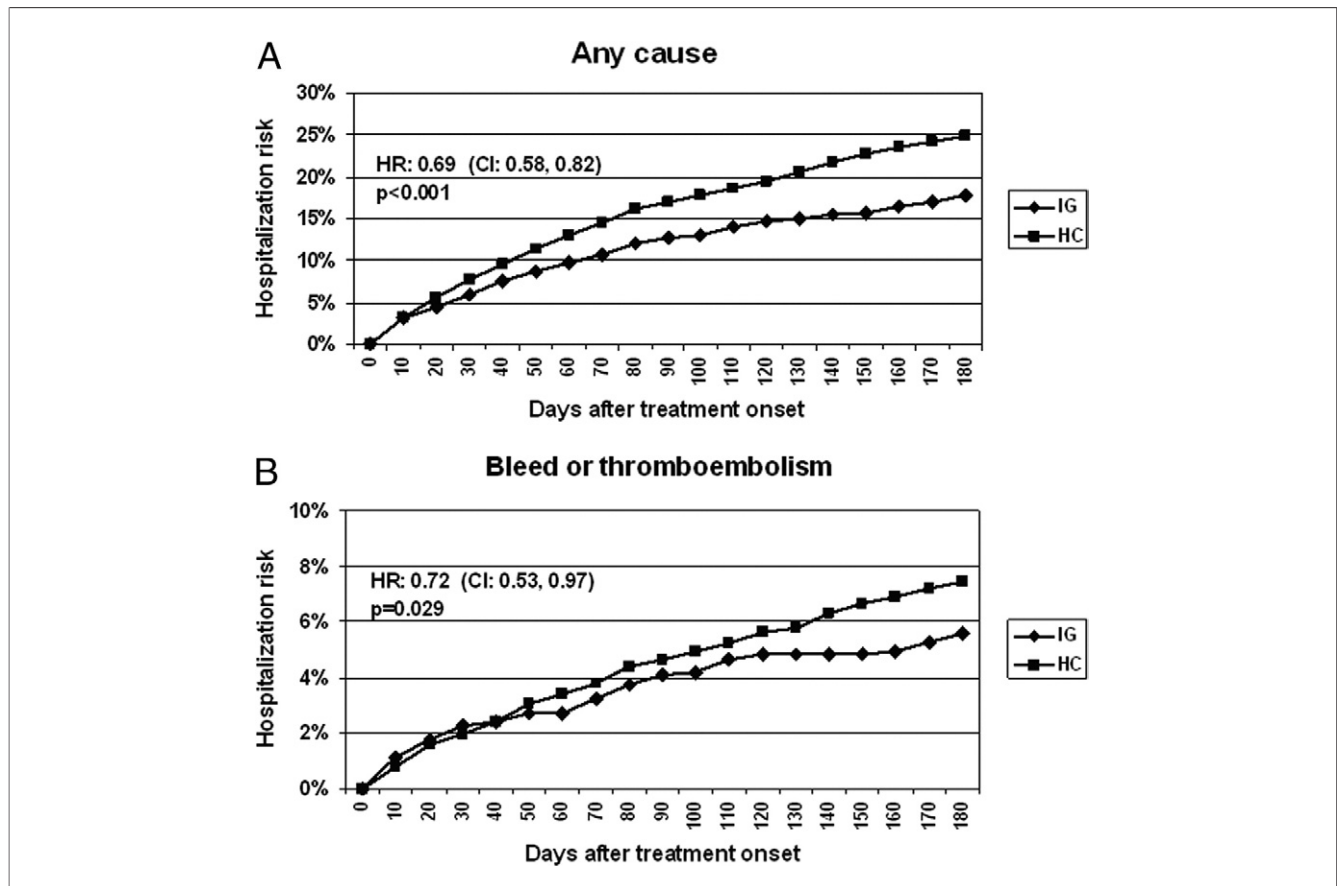 A
Any cause
Hospitalization risk
30%
25%
20%
15%
10%
5%
0%
HR: 0.69 (CI: 0.58, 0.82)
p<0.001
IG
HC
0 10 20 30 40 50 60 70 80 90 100 110 120 130 140 150 160 170 180
Days after treatment onset
B
Bleed or thromboembolism
Hospitalization risk
10%
8%
6%
4%
2%
0%
HR: 0.72 (CI: 0.53, 0.97)
p=0.029
IG
HC
0 10 20 30 40 50 60 70 80 90 100 110 120 130 140 150 160 170 180
Days after treatment onset